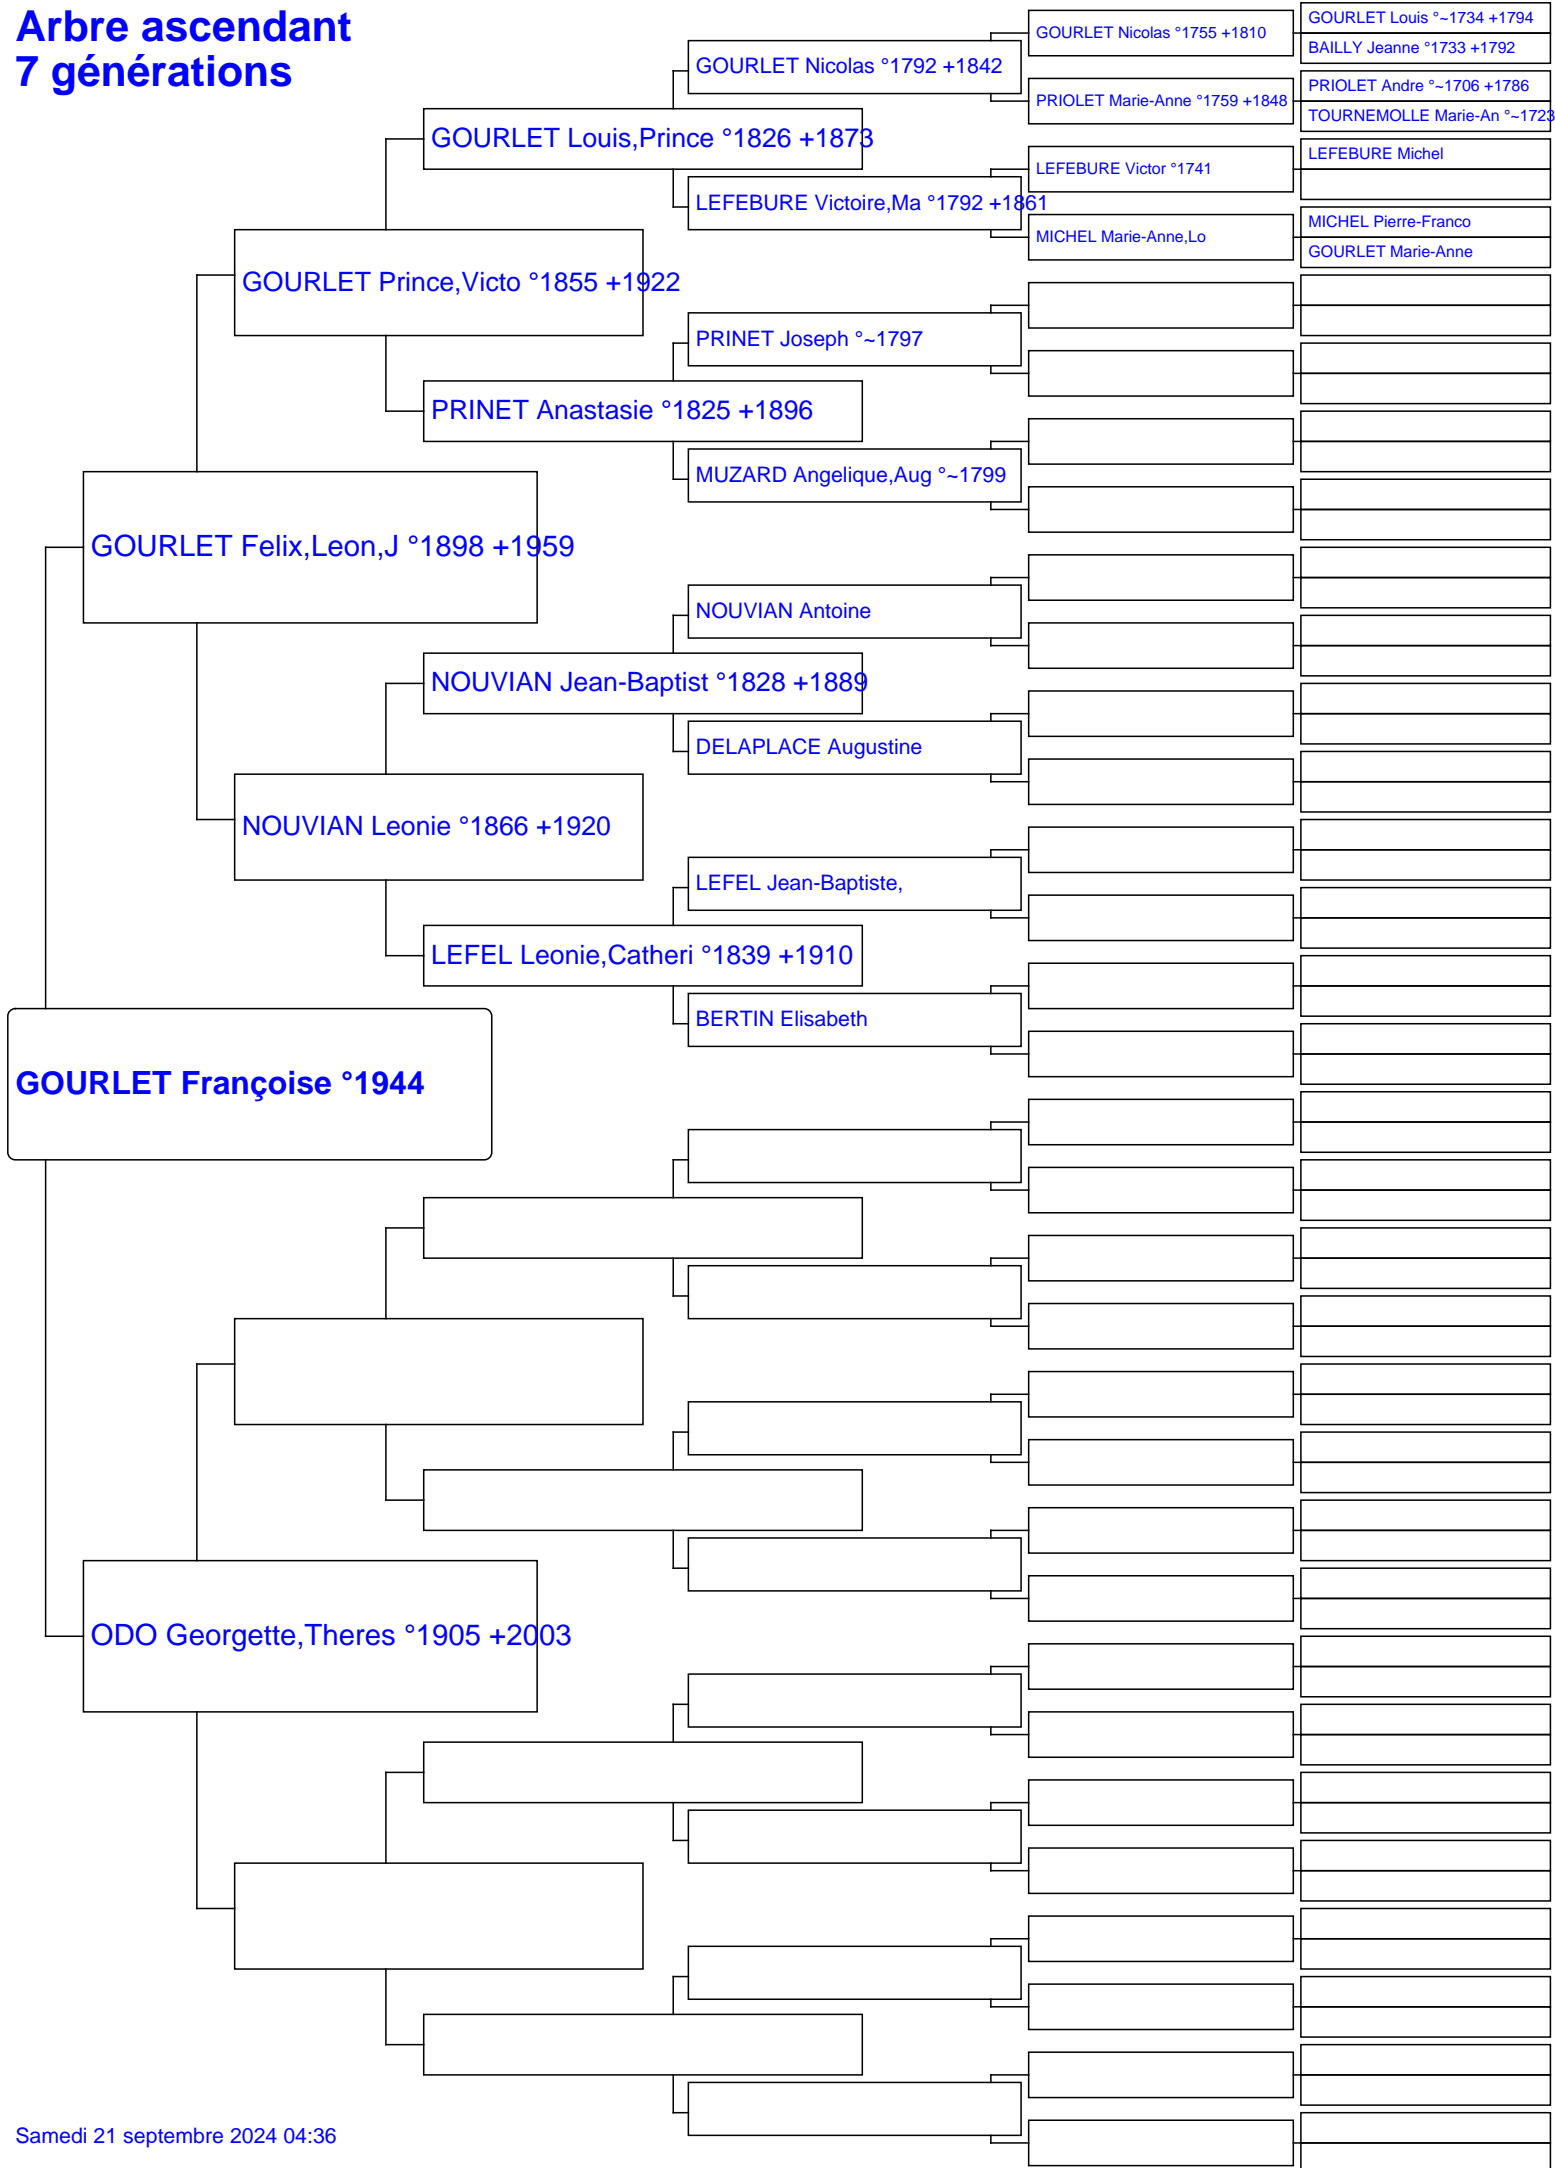 Arbre ascendant
7 générations
GOURLET Louis °~1734 +1794
GOURLET Nicolas °1755 +1810
BAILLY Jeanne °1733 +1792
GOURLET Nicolas °1792 +1842
PRIOLET Andre °~1706 +1786
PRIOLET Marie-Anne °1759 +1848
TOURNEMOLLE Marie-An °~1723
GOURLET Louis,Prince °1826 +1873
LEFEBURE Michel
LEFEBURE Victor °1741
LEFEBURE Victoire,Ma °1792 +1861
MICHEL Pierre-Franco
MICHEL Marie-Anne,Lo
GOURLET Marie-Anne
GOURLET Prince,Victo °1855 +1922
PRINET Joseph °~1797
PRINET Anastasie °1825 +1896
MUZARD Angelique,Aug °~1799
GOURLET Felix,Leon,J °1898 +1959
NOUVIAN Antoine
NOUVIAN Jean-Baptist °1828 +1889
DELAPLACE Augustine
NOUVIAN Leonie °1866 +1920
LEFEL Jean-Baptiste,
LEFEL Leonie,Catheri °1839 +1910
BERTIN Elisabeth
GOURLET Françoise °1944
ODO Georgette,Theres °1905 +2003
Samedi 21 septembre 2024 04:36